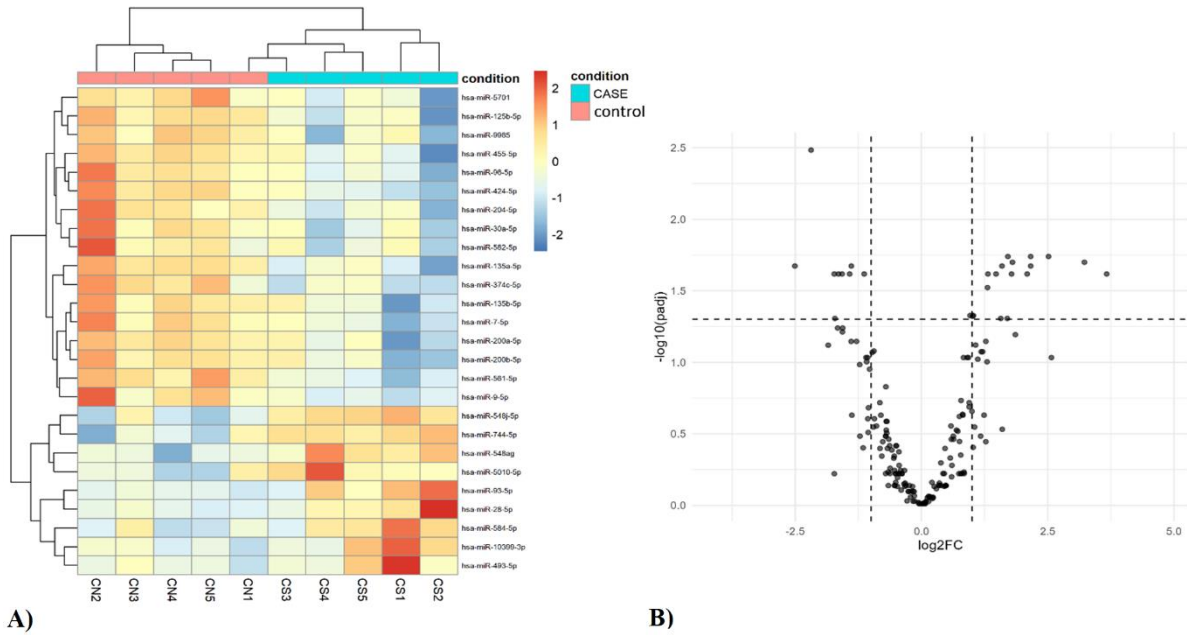 condition
hsa-miR-5701
hsa-miR-125b-5p
hsa-miR-9985
hsa-miR-455-5p
hsa-miR-96-5p
hsa-miR-424-5p
hsa-miR-204-5p
hsa-miR-30a-5p
hsa-miR-582-5p
hsa-miR-135a-5p
hsa-miR-374c-5p
hsa-miR-135b-5p
hsa-miR-7-5p
hsa-miR-200a-5p
hsa-miR-200b-5p
hsa-miR-561-5p
hsa-miR-9-5p
hsa-miR-548j-5p
hsa-miR-744-5p
hsa-miR-548ag
hsa-miR-5010-5p
hsa-miR-93-5p
hsa-miR-28-5p
hsa-miR-584-5p
hsa-miR-10399-3p
hsa-miR-493-5p
CN2 CN3 CN4 CN5 CN1 CS3 CS4 CS5 CS1 CS2
2
1
0
-1
-2
condition
CASE
control
A)
-log10(padj)
2.5
2.0
1.5
1.0
0.5
0.0
-2.5 0.0 2.5 5.0
log2FC
B)